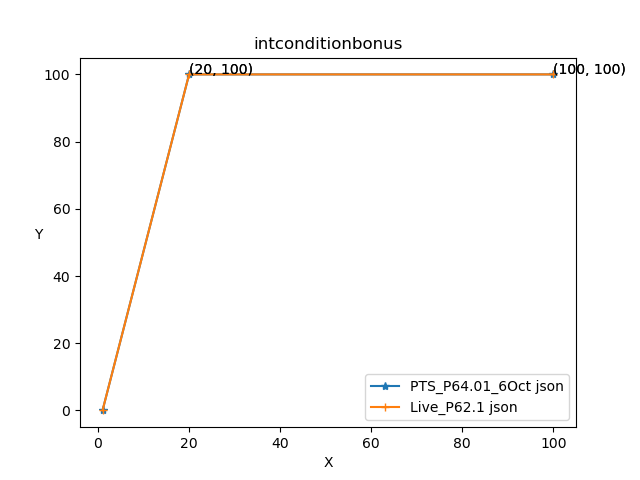 intconditionbonus
(20, 100)
(100, 100)
100
80
60
40
20
0
Y
PTS_P64.01_6Oct json
Live_P62.1 json
0 20 40 60 80 100
X